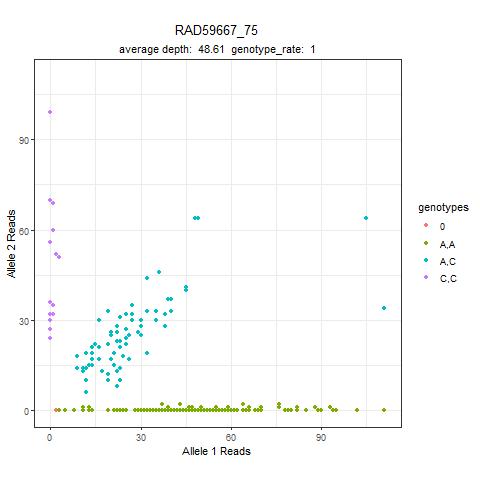 RAD59667_75
average depth:  48.61  genotype_rate:  1
Allele 2 Reads
90
60
30
0
0
30
60
90
Allele 1 Reads
genotypes
0
A,A
A,C
C,C